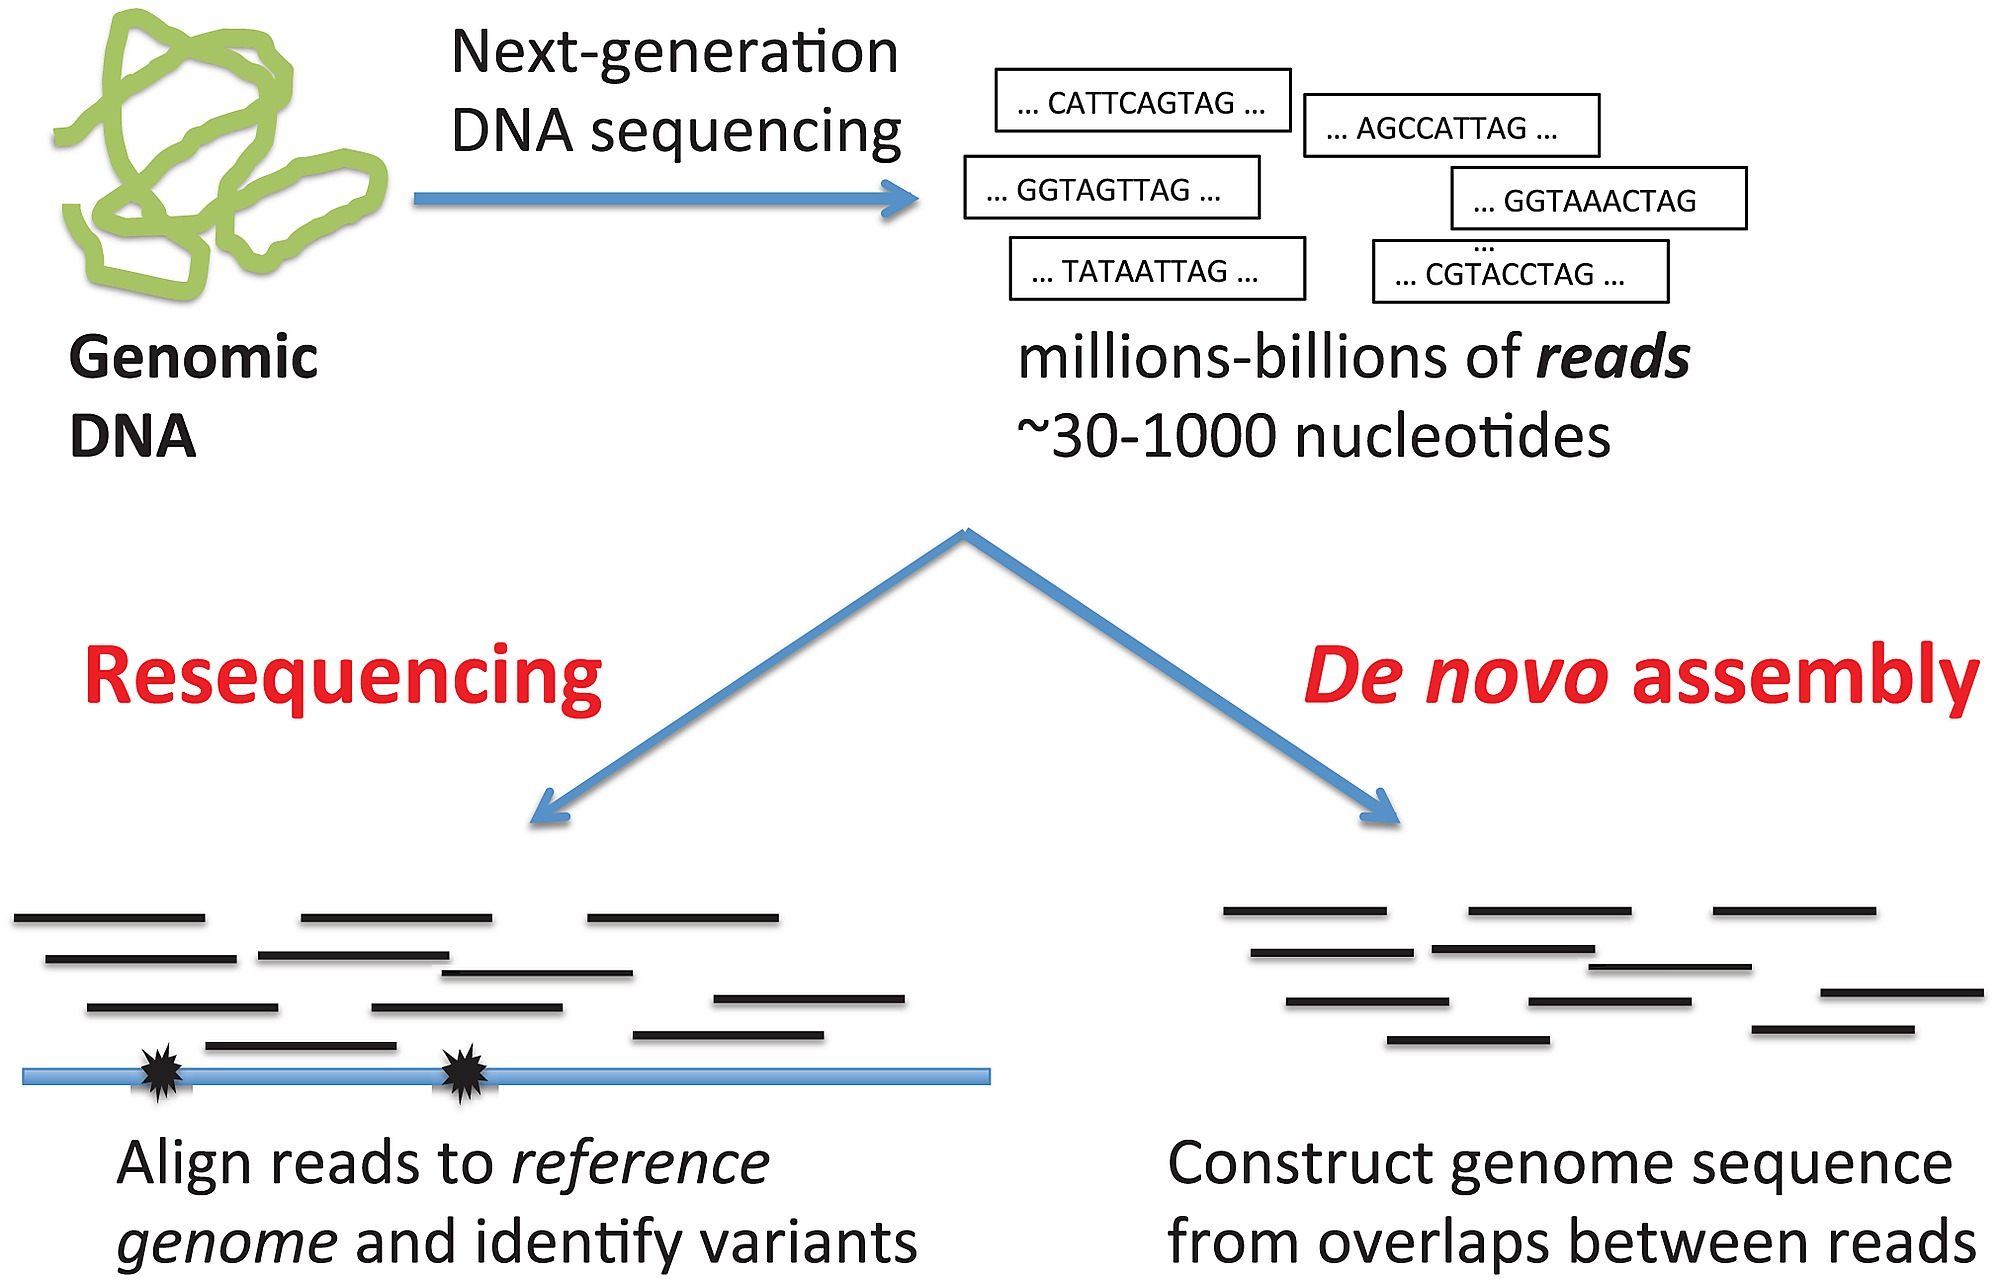 Next-generation
DNA sequencing
... CATTCAGTAG ...
... AGCCATTAG ...
... GGTAGTTAG ...
... GGTAAACTAG
...
... TATAATTAG ...
... CGTACCTAG ...
Genomic
DNA
millions-billions of reads
~30-1000 nucleotides
Resequencing
De novo assembly
Align reads to reference
genome and identify variants
Construct genome sequence
from overlaps between reads